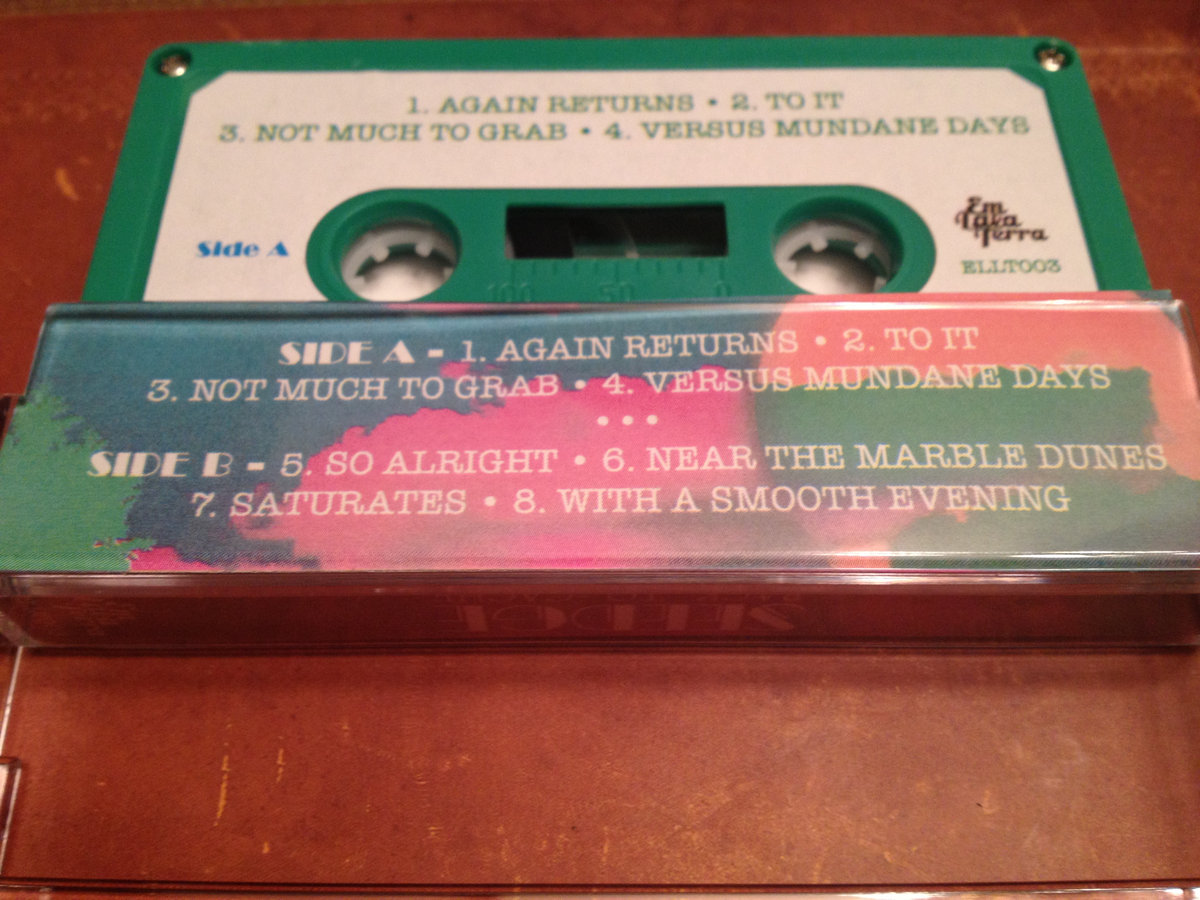 1. AGAIN RETURNS • 2. TO IT
3. NOT MUCH TO GRAB • 4. VERSUS MUNDANE DAYS
Side A
Em
Terra
ELLT003
100 50 0
SIDE A - 1. AGAIN RETURNS • 2. TO IT
3. NOT MUCH TO GRAB • 4. VERSUS MUNDANE DAYS
• • •
SIDE B - 5. SO ALRIGHT • 6. NEAR THE MARBLE DUNES
7. SATURATES • 8. WITH A SMOOTH EVENING